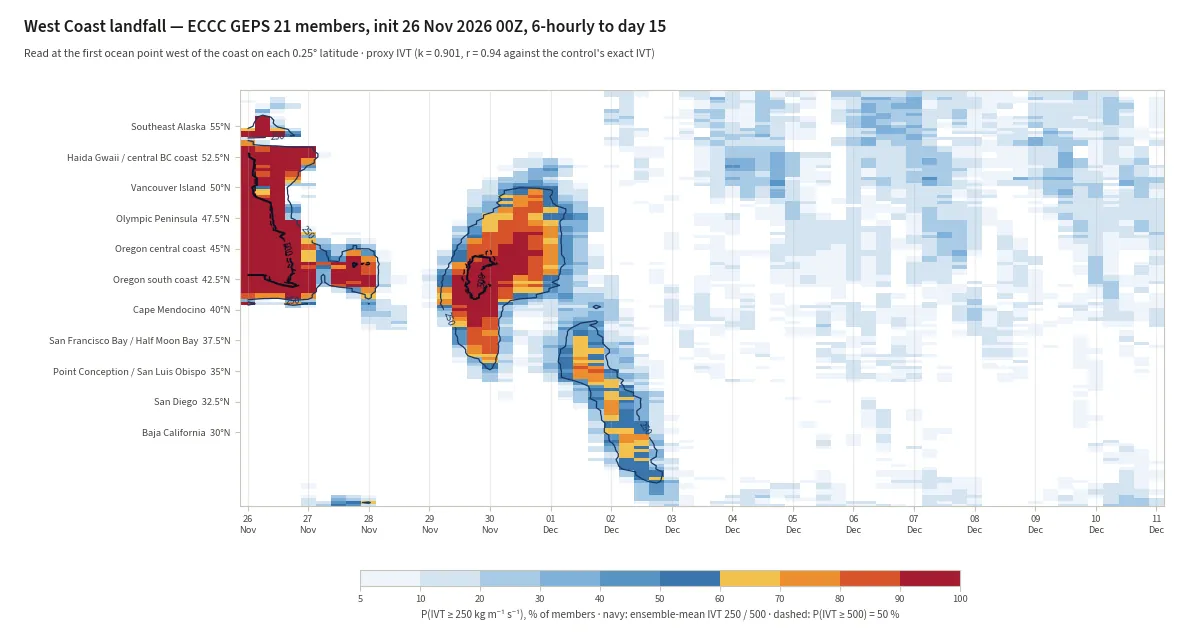 West Coast landfall — ECCC GEPS 21 members, init 26 Nov 2026 00Z, 6-hourly to day 15
Read at the first ocean point west of the coast on each 0.25° latitude · proxy IVT (k = 0.901, r = 0.94 against the control's exact IVT)
Southeast Alaska 55°N
Haida Gwaii / central BC coast 52.5°N
Vancouver Island 50°N
Olympic Peninsula 47.5°N
Oregon central coast 45°N
Oregon south coast 42.5°N
Cape Mendocino 40°N
San Francisco Bay / Half Moon Bay 37.5°N
Point Conception / San Luis Obispo 35°N
San Diego 32.5°N
Baja California 30°N
26 27 28 29 30 01 02 03 04 05 06 07 08 09 10 11
Nov Nov Nov Nov Nov Dec Dec Dec Dec Dec Dec Dec Dec Dec Dec Dec
5 10 20 30 40 50 60 70 80 90 100
P(IVT ≥ 250 kg m⁻¹ s⁻¹), % of members · navy: ensemble-mean IVT 250 / 500 · dashed: P(IVT ≥ 500) = 50 %